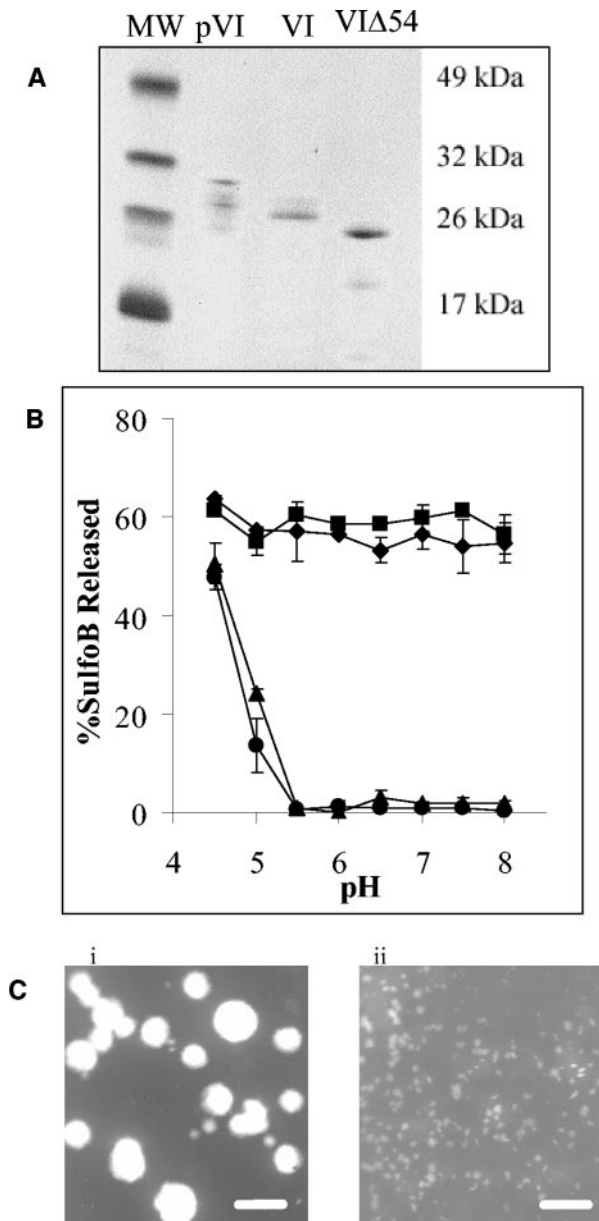 MW pVI VI VIΔ54
A
49 kDa
32 kDa
26 kDa
17 kDa
B
80
60
40
20
0
%SulfoB Released
4 5 6 7 8
pH
C
i ii